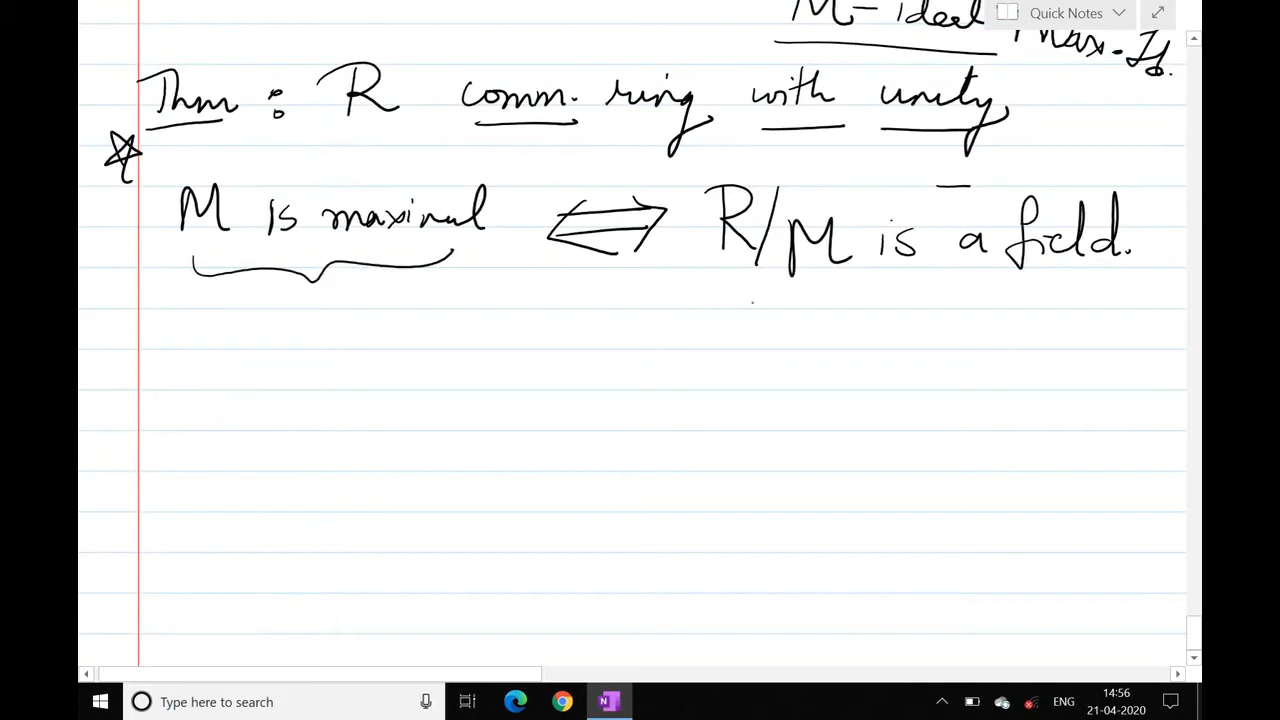 M - ideal
Quick Notes
Max. Id.
Thm : R comm. ring with unity
M is maximal ⟺ R/M is a field.
Type here to search
ENG
14:56
21-04-2020